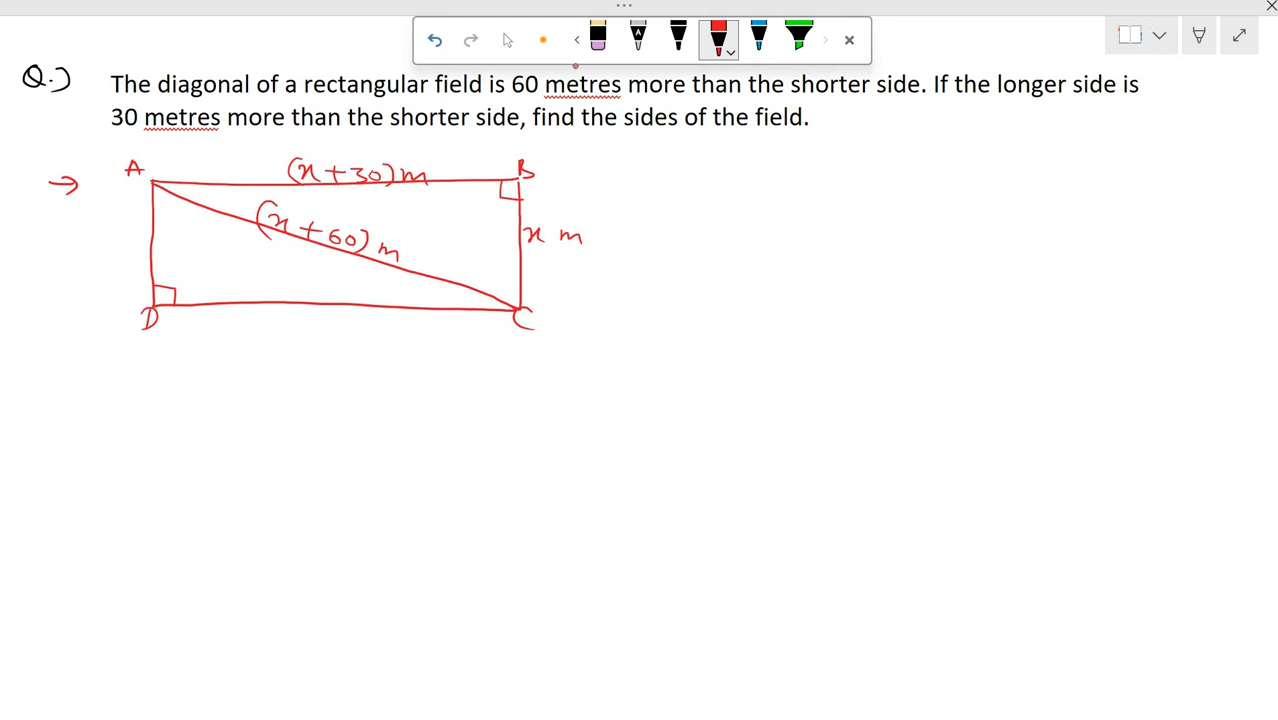 Q.)
The diagonal of a rectangular field is 60 metres more than the shorter side. If the longer side is
30 metres more than the shorter side, find the sides of the field.
→
A
(x+30)m
B
(x+60)m
x m
D
C